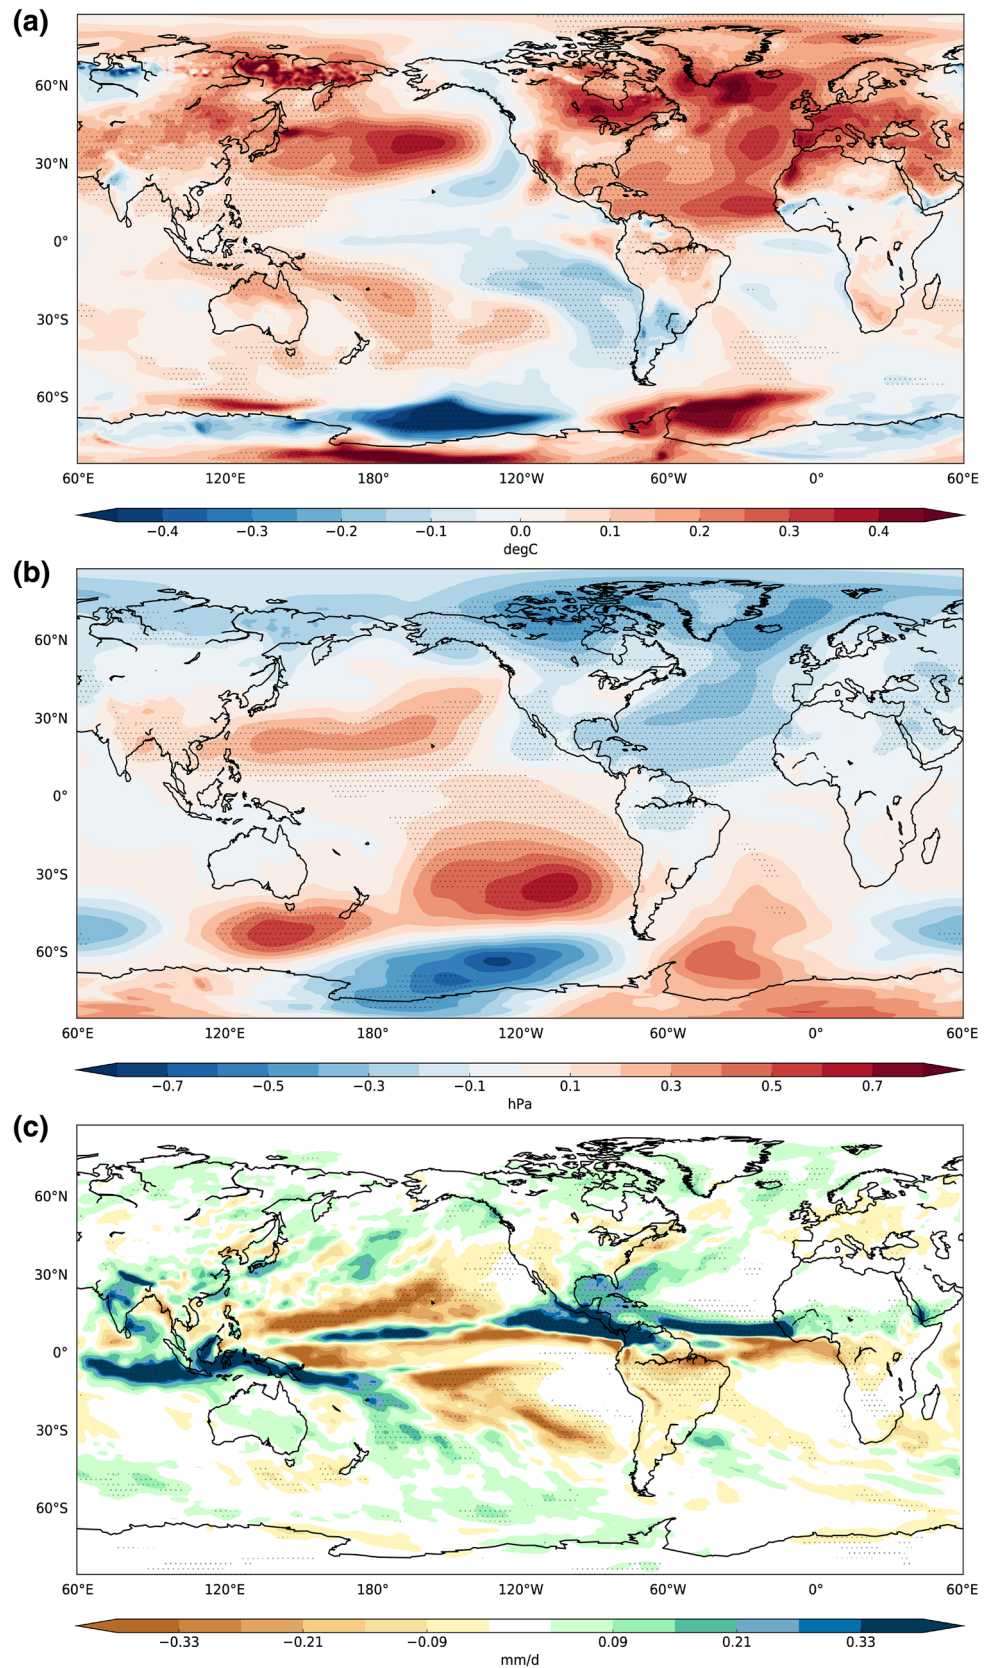 (a)
60°N
30°N
0°
30°S
60°S
60°E 120°E 180° 120°W 60°W 0° 60°E
−0.4 −0.3 −0.2 −0.1 0.0 0.1 0.2 0.3 0.4
degC
(b)
60°N
30°N
0°
30°S
60°S
60°E 120°E 180° 120°W 60°W 0° 60°E
−0.7 −0.5 −0.3 −0.1 0.1 0.3 0.5 0.7
hPa
(c)
60°N
30°N
0°
30°S
60°S
60°E 120°E 180° 120°W 60°W 0° 60°E
−0.33 −0.21 −0.09 0.09 0.21 0.33
mm/d